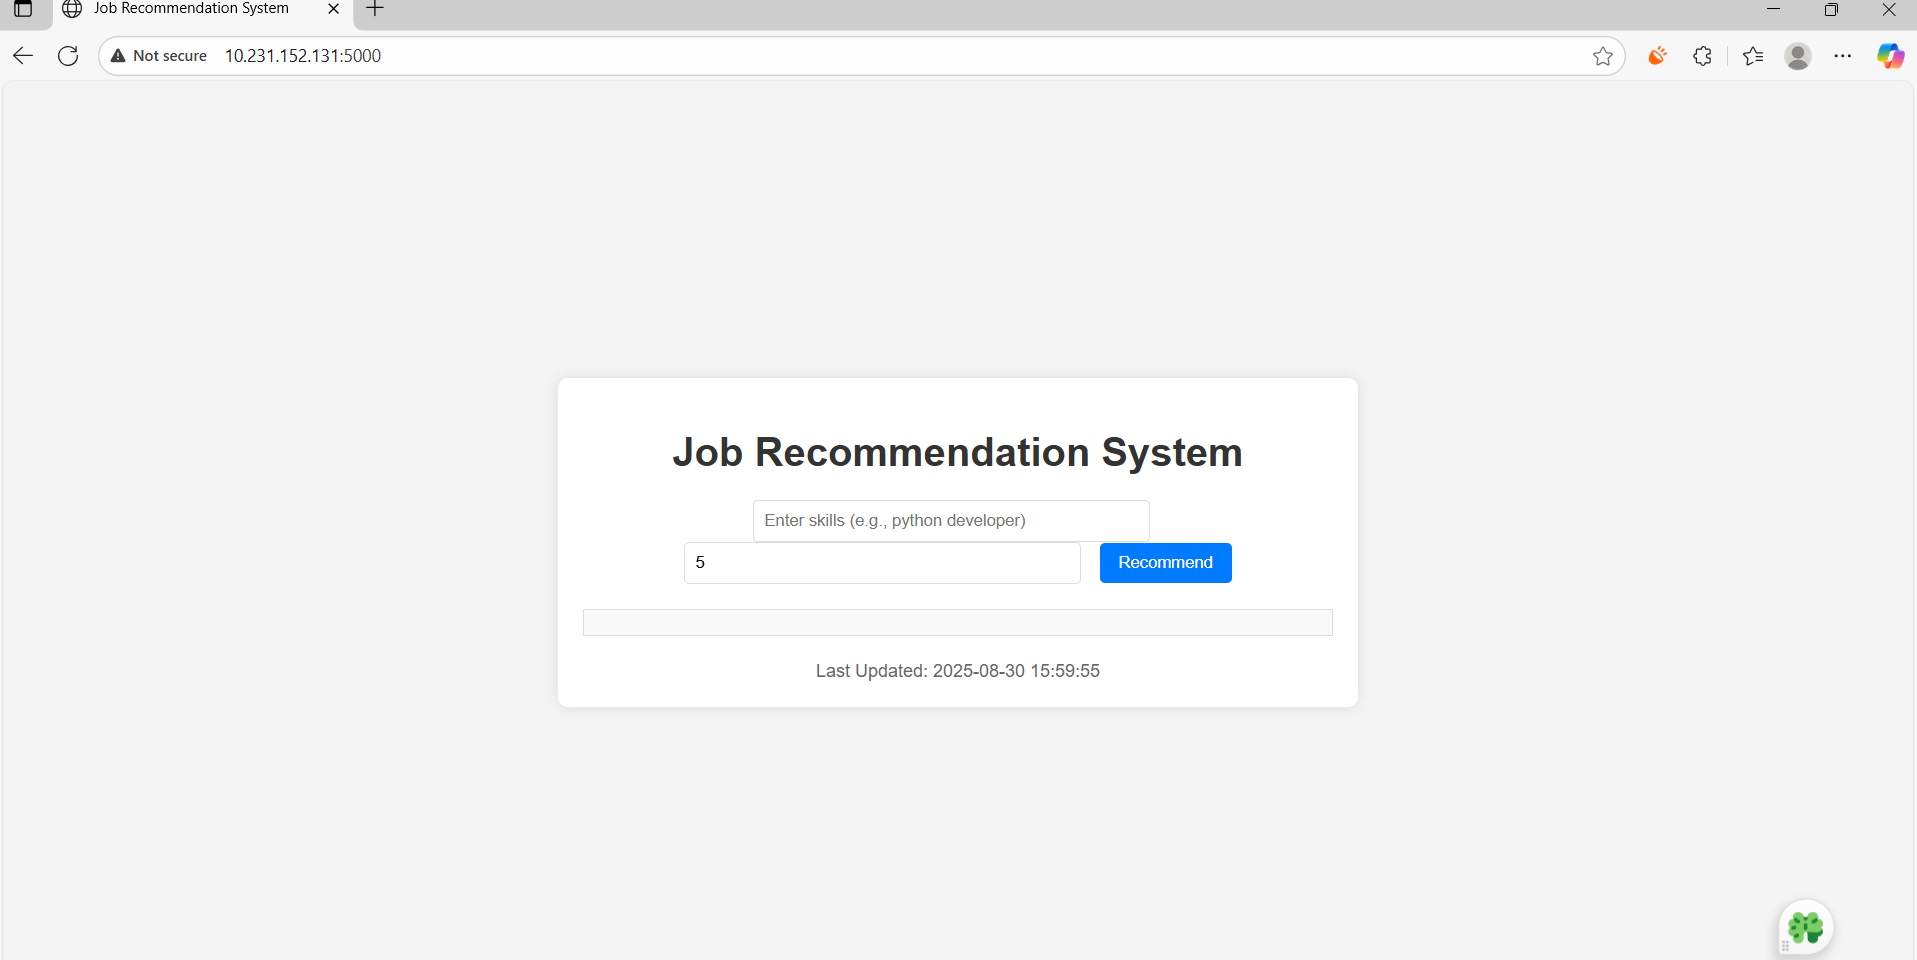 Job Recommendation System
Not secure 10.231.152.131:5000
Job Recommendation System
Enter skills (e.g., python developer)
5 Recommend
Last Updated: 2025-08-30 15:59:55